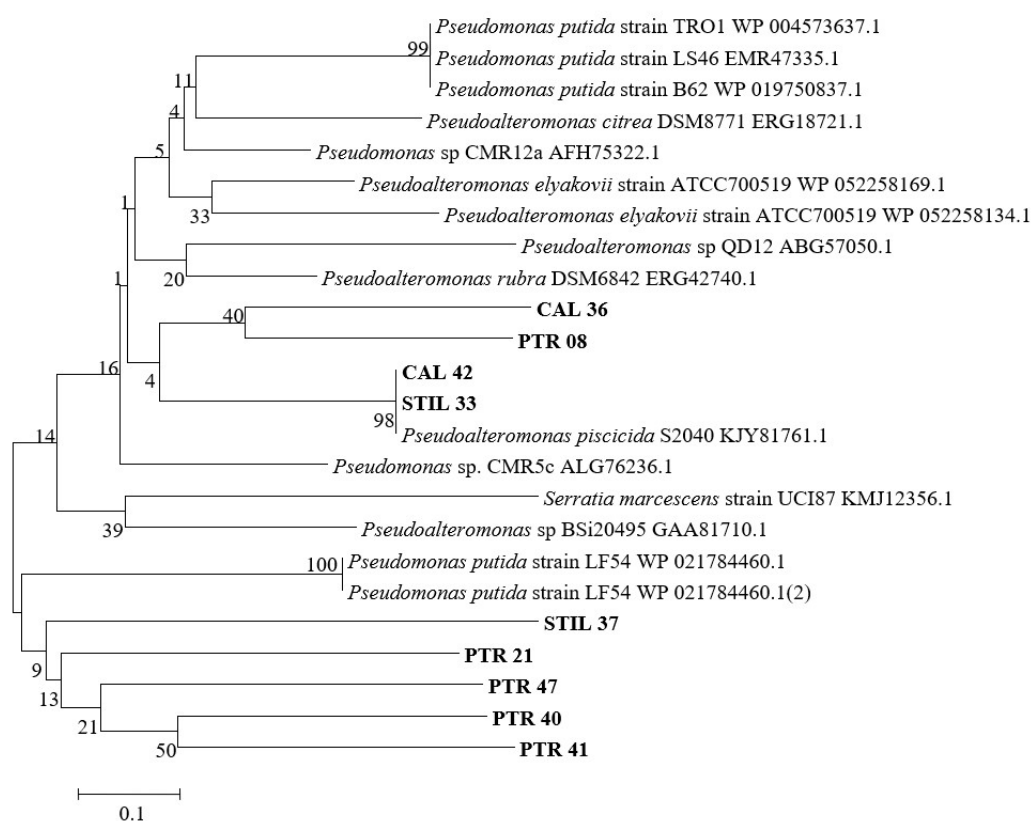 Pseudomonas putida strain TRO1 WP 004573637.1
99
Pseudomonas putida strain LS46 EMR47335.1
11
Pseudomonas putida strain B62 WP 019750837.1
4
Pseudoalteromonas citrea DSM8771 ERG18721.1
5
Pseudomonas sp CMR12a AFH75322.1
Pseudoalteromonas elyakovii strain ATCC700519 WP 052258169.1
1
33
Pseudoalteromonas elyakovii strain ATCC700519 WP 052258134.1
Pseudoalteromonas sp QD12 ABG57050.1
1
20
Pseudoalteromonas rubra DSM6842 ERG42740.1
CAL 36
40
PTR 08
16
4
CAL 42
STIL 33
98
14
Pseudoalteromonas piscicida S2040 KJY81761.1
Pseudomonas sp. CMR5c ALG76236.1
Serratia marcescens strain UCI87 KMJ12356.1
39
Pseudoalteromonas sp BSi20495 GAA81710.1
100
Pseudomonas putida strain LF54 WP 021784460.1
Pseudomonas putida strain LF54 WP 021784460.1(2)
STIL 37
9
PTR 21
13
PTR 47
21
PTR 40
50
PTR 41
0.1